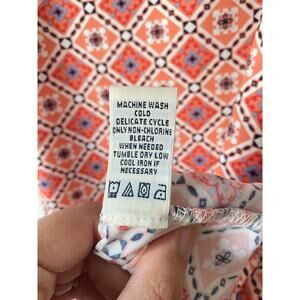 MACHINE WASH
COLD
DELICATE CYCLE
ONLY NON-CHLORINE
BLEACH
WHEN NEEDED
TUMBLE DRY LOW
COOL IRON IF
NECESSARY